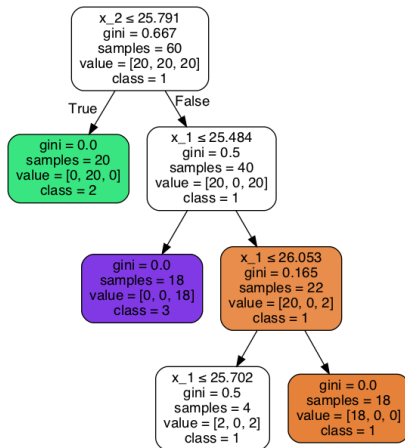 x_2 ≤ 25.791
gini = 0.667
samples = 60
value = [20, 20, 20]
class = 1
True
False
gini = 0.0
samples = 20
value = [0, 20, 0]
class = 2
x_1 ≤ 25.484
gini = 0.5
samples = 40
value = [20, 0, 20]
class = 1
gini = 0.0
samples = 18
value = [0, 0, 18]
class = 3
x_1 ≤ 26.053
gini = 0.165
samples = 22
value = [20, 0, 2]
class = 1
x_1 ≤ 25.702
gini = 0.5
samples = 4
value = [2, 0, 2]
class = 1
gini = 0.0
samples = 18
value = [18, 0, 0]
class = 1